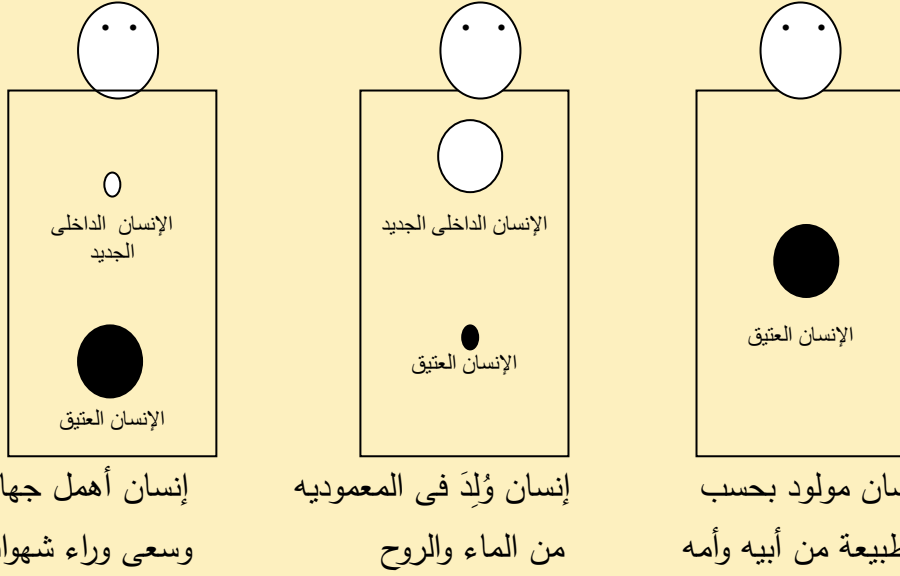 الإنسان العتيق
سان مولود بحسب
طبيعة من أبيه وأمه
الإنسان الداخلى الجديد
الإنسان العتيق
إنسان وُلِدَ فى المعموديه
من الماء والروح
الإنسان الداخلى
الجديد
الإنسان العتيق
إنسان أهمل جها
وسعى وراء شهوا